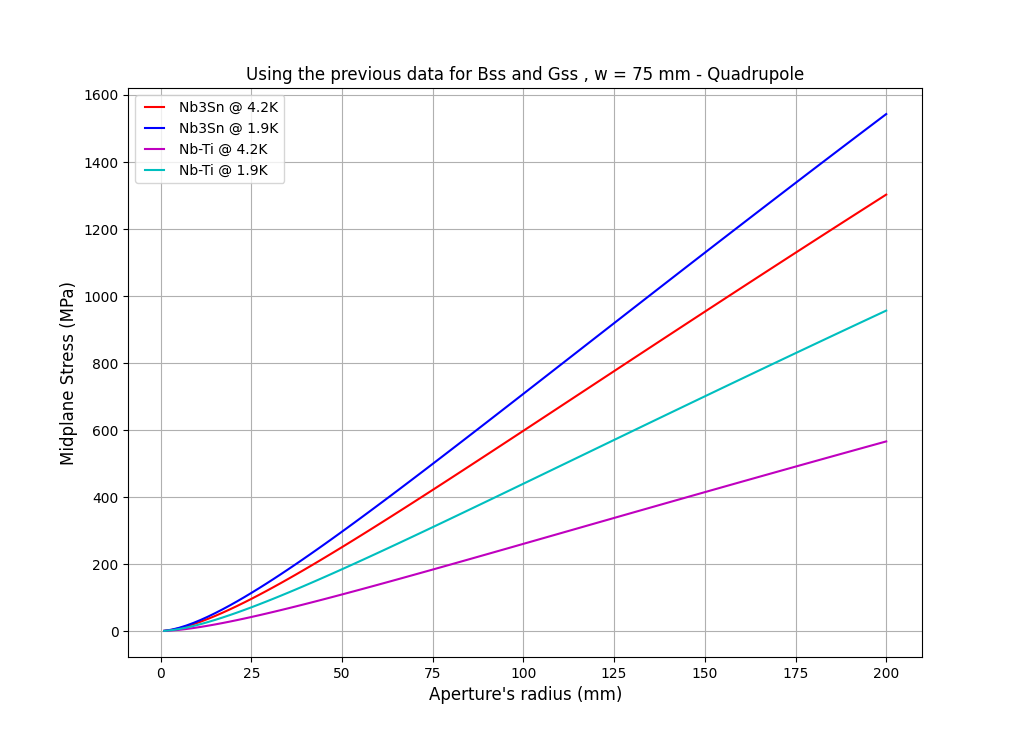 Using the previous data for Bss and Gss , w = 75 mm - Quadrupole
Nb3Sn @ 4.2K
Nb3Sn @ 1.9K
Nb-Ti @ 4.2K
Nb-Ti @ 1.9K
Midplane Stress (MPa)
1600
1400
1200
1000
800
600
400
200
0
0 25 50 75 100 125 150 175 200
Aperture's radius (mm)